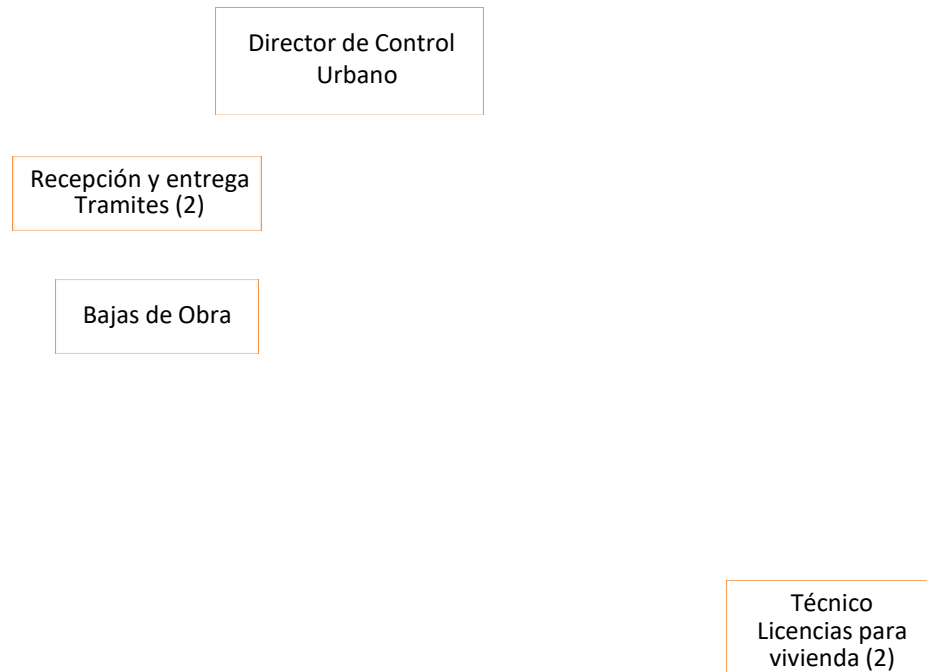 Director de Control
Urbano
Recepción y entrega
Tramites (2)
Bajas de Obra
Técnico
Licencias para
vivienda (2)